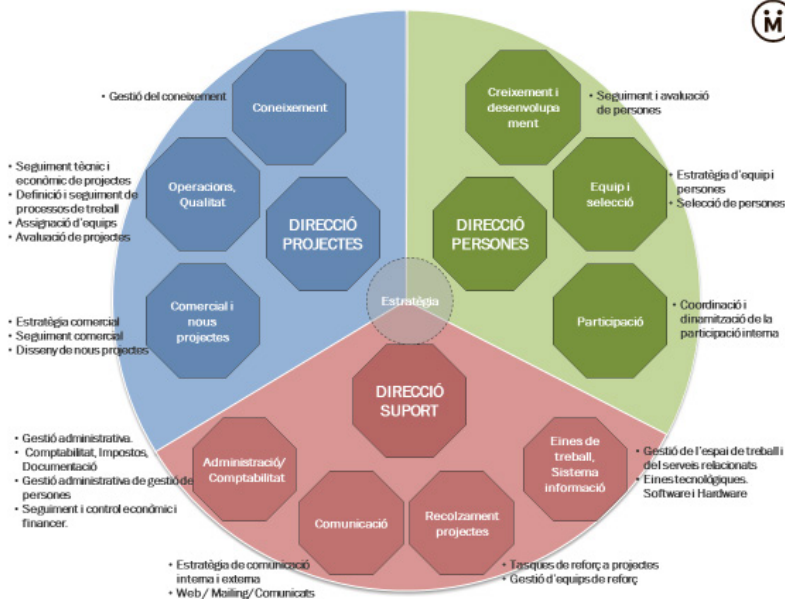 M
• Gestió del coneixement
Coneixement
• Seguiment tècnic i
econòmic de projectes
• Definició i seguiment de
processos de treball
• Assignació d'equips
• Avaluació de projectes
Operacions,
Qualitat
DIRECCIÓ
PROJECTES
• Estratègia comercial
• Seguiment comercial
• Disseny de nous projectes
Comercial i
nous
projectes
Creixement i
desenvolupa
ment
• Seguiment i avaluació
de persones
Equip i
selecció
• Estratègia d'equip i
persones
• Selecció de persones
DIRECCIÓ
PERSONES
Participació
• Coordinació i
dinamització de la
participació interna
Estratègia
DIRECCIÓ
SUPORT
• Gestió administrativa.
• Comptabilitat, Impostos,
Documentació
• Gestió administrativa de gestió de
persones
• Seguiment i control econòmic i
financer.
Administració/
Comptabilitat
Comunicació
• Estratègia de comunicació
interna i externa
• Web/ Mailing/Comunicats
Recolzament
projectes
• Tasques de reforç a projectes
• Gestió d'equips de reforç
Eines de
treball,
Sistema
informació
• Gestió de l'espai de treball i
del serveis relacionats
• Eines tecnològiques.
Software i Hardware